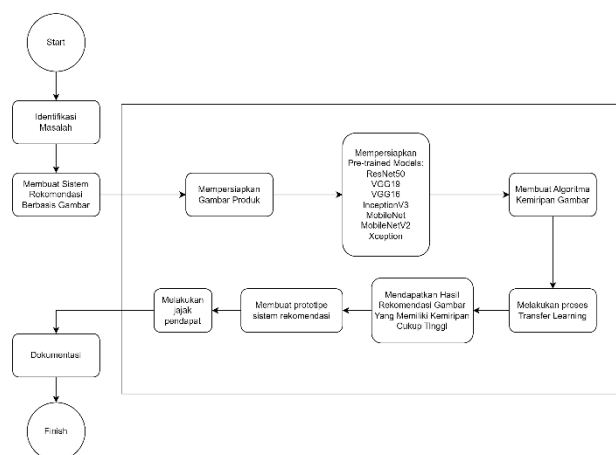 Start
Identifikasi
Masalah
Membuat Sistem
Rekomendasi
Berbasis Gambar
Mempersiapkan
Gambar Produk
Mempersiapkan
Pre-trained Models:
ResNet50
VGG19
VGG16
InceptionV3
MobileNet
MobileNetV2
Xception
Membuat Algoritma
Kemiripan Gambar
Melakukan proses
Transfer Learning
Mendapatkan Hasil
Rekomendasi Gambar
Yang Memiliki Kemiripan
Cukup Tinggi
Membuat prototipe
sistem rekomendasi
Melakukan
jajak
pendapat
Dokumentasi
Finish